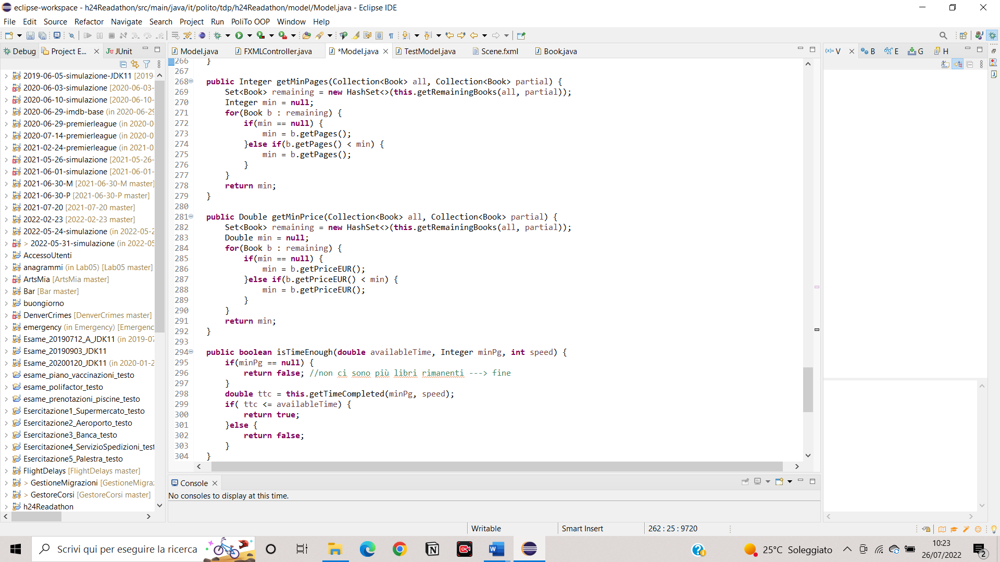 eclipse-workspace - h24Readathon/src/main/java/it/polito/tdp/h24Readathon/model/Model.java - Eclipse IDE
File Edit Source Refactor Navigate Search Project Run PoliTo OOP Window Help
Debug Project E... JUnit
Model.java FXMLController.java *Model.java TestModel.java Scene.fxml Book.java
V B E G H
2019-06-05-simulazione-JDK11 [2019-
2020-06-03-simulazione [2020-06-03-
2020-06-10-simulazione [2020-06-10-
2020-06-29-imdb-base (in 2020-06-29
2020-06-29-premierleague (in 2020-0
2020-07-14-premierleague (in 2020-0
2021-02-24-premierleague (in 2021-0
2021-05-26-simulazione [2021-05-26-
2021-06-01-simulazione [2021-06-01-
2021-06-30-M [2021-06-30-M master]
2021-06-30-P [2021-06-30-P master]
2021-07-20 [2021-07-20 master]
2022-02-23 [2022-02-23 master]
2022-05-24-simulazione (in 2022-05-2
> 2022-05-31-simulazione (in 2022-05
AccessoUtenti
anagrammi (in Lab05) [Lab05 master]
ArtsMia [ArtsMia master]
Bar [Bar master]
buongiorno
DenverCrimes [DenverCrimes master]
emergency (in Emergency) [Emergenc
Esame_20190712_A_JDK11 (in 2019-07
Esame_20190903_JDK11
Esame_20200120_JDK11 (in 2020-01-2
esame_piano_vaccinazioni_testo
esame_polifactor_testo
esame_prenotazioni_piscine_testo
Esercitazione1_Supermercato_testo
Esercitazione2_Aeroporto_testo
Esercitazione3_Banca_testo
Esercitazione4_ServizioSpedizioni_test
Esercitazione5_Palestra_testo
FlightDelays [FlightDelays master]
> GestioneMigrazioni [GestioneMigra
> GestoreCorsi [GestoreCorsi master]
h24Readathon
266 }
267
268 public Integer getMinPages(Collection<Book> all, Collection<Book> partial) {
269 Set<Book> remaining = new HashSet<>(this.getRemainingBooks(all, partial));
270 Integer min = null;
271 for(Book b : remaining) {
272 if(min == null) {
273 min = b.getPages();
274 }else if(b.getPages() < min) {
275 min = b.getPages();
276 }
277 }
278 return min;
279 }
280
281 public Double getMinPrice(Collection<Book> all, Collection<Book> partial) {
282 Set<Book> remaining = new HashSet<>(this.getRemainingBooks(all, partial));
283 Double min = null;
284 for(Book b : remaining) {
285 if(min == null) {
286 min = b.getPriceEUR();
287 }else if(b.getPriceEUR() < min) {
288 min = b.getPriceEUR();
289 }
290 }
291 return min;
292 }
293
294 public boolean isTimeEnough(double availableTime, Integer minPg, int speed) {
295 if(minPg == null) {
296 return false; //non ci sono più libri rimanenti ---> fine
297 }
298 double ttc = this.getTimeCompleted(minPg, speed);
299 if( ttc <= availableTime) {
300 return true;
301 }else {
302 return false;
303 }
304 }
Console
No consoles to display at this time.
Writable Smart Insert 262 : 25 : 9720
Scrivi qui per eseguire la ricerca
25°C Soleggiato
10:23
26/07/2022
2